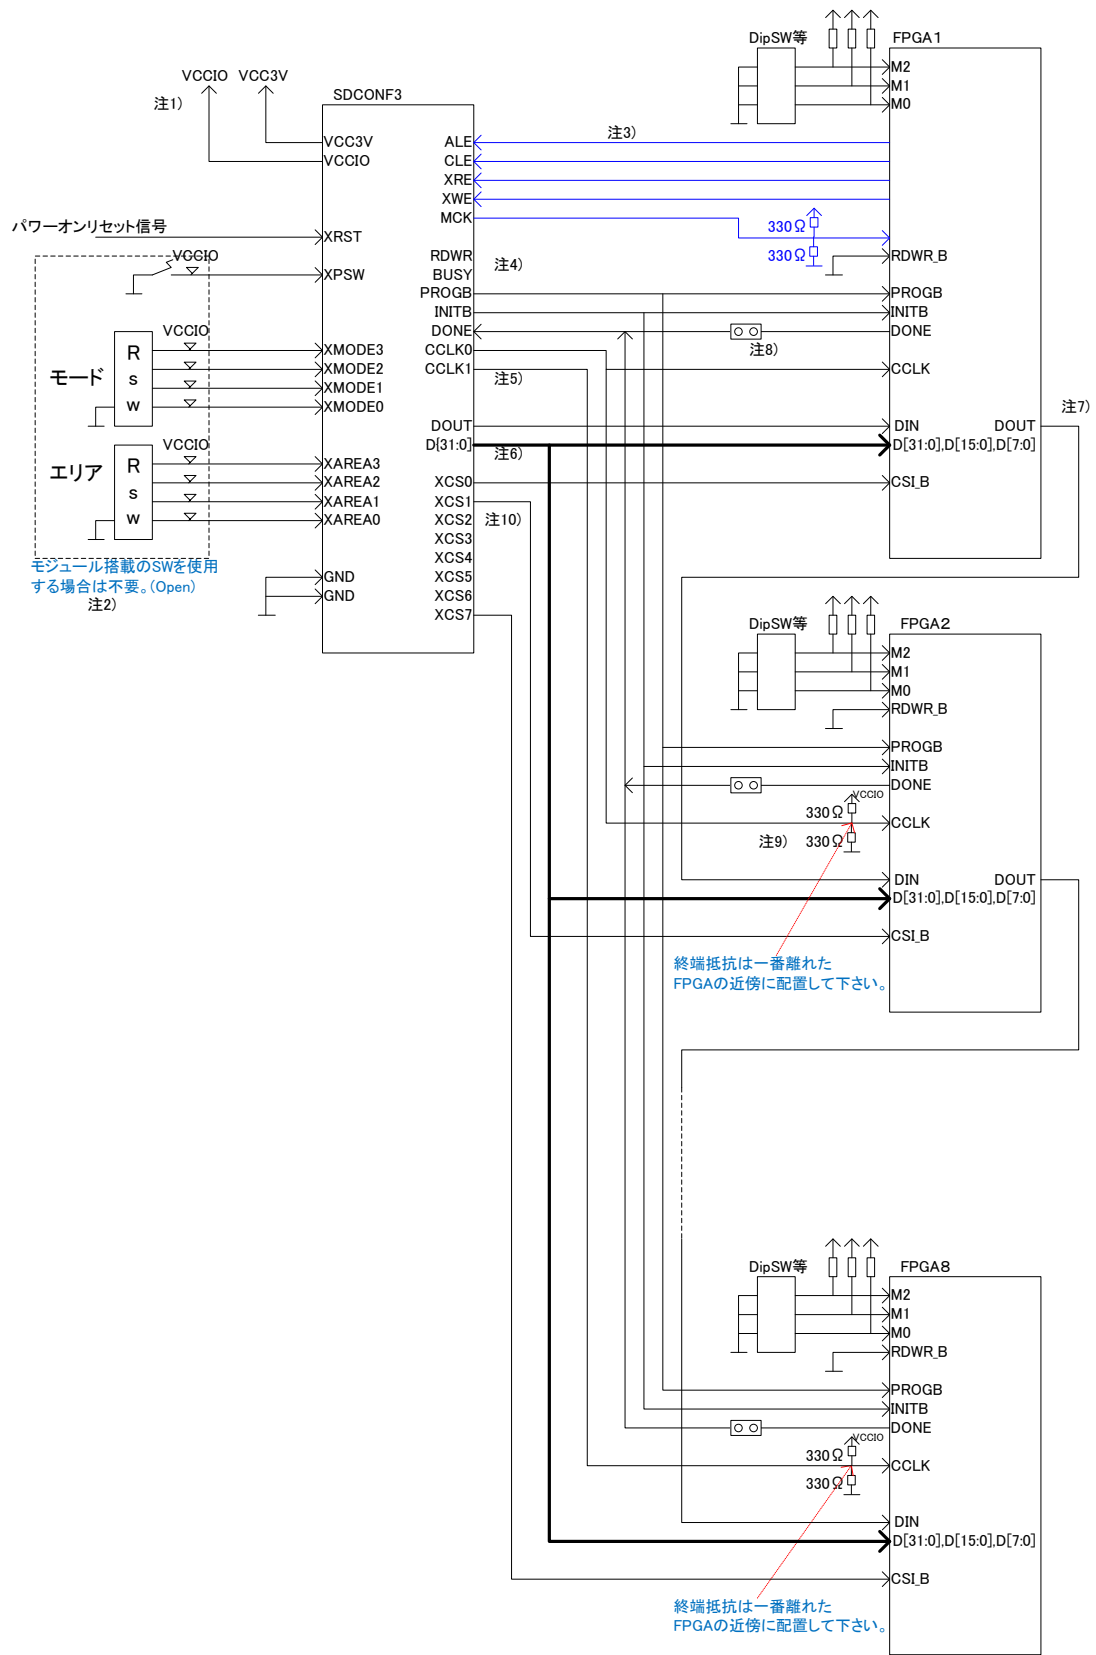 DipSW等
FPGA1
M2
M1
M0
VCCIO VCC3V
注1)
SDCONF3
注3)
VCC3V
VCCIO
ALE
CLE
XRE
XWE
MCK
330Ω
330Ω
パワーオンリセット信号
XRST
VCCIO
XPSW
RDWR
BUSY
PROGB
INITB
DONE
CCLK0
CCLK1
注4)
RDWR_B
PROGB
INITB
DONE
注8)
CCLK
注5)
VCCIO
モード
R
s
w
XMODE3
XMODE2
XMODE1
XMODE0
DOUT
D[31:0]
注6)
DIN
DOUT
注7)
D[31:0],D[15:0],D[7:0]
VCCIO
エリア
R
s
w
XAREA3
XAREA2
XAREA1
XAREA0
XCS0
XCS1
XCS2
XCS3
XCS4
XCS5
XCS6
XCS7
注10)
CSI_B
モジュール搭載のSWを使用
する場合は不要。(Open)
注2)
GND
GND
DipSW等
FPGA2
M2
M1
M0
RDWR_B
PROGB
INITB
DONE
VCCIO
330Ω
CCLK
注9)
330Ω
DIN
DOUT
D[31:0],D[15:0],D[7:0]
CSI_B
終端抵抗は一番離れた
FPGAの近傍に配置して下さい。
DipSW等
FPGA8
M2
M1
M0
RDWR_B
PROGB
INITB
DONE
VCCIO
330Ω
CCLK
330Ω
DIN
D[31:0],D[15:0],D[7:0]
CSI_B
終端抵抗は一番離れた
FPGAの近傍に配置して下さい。